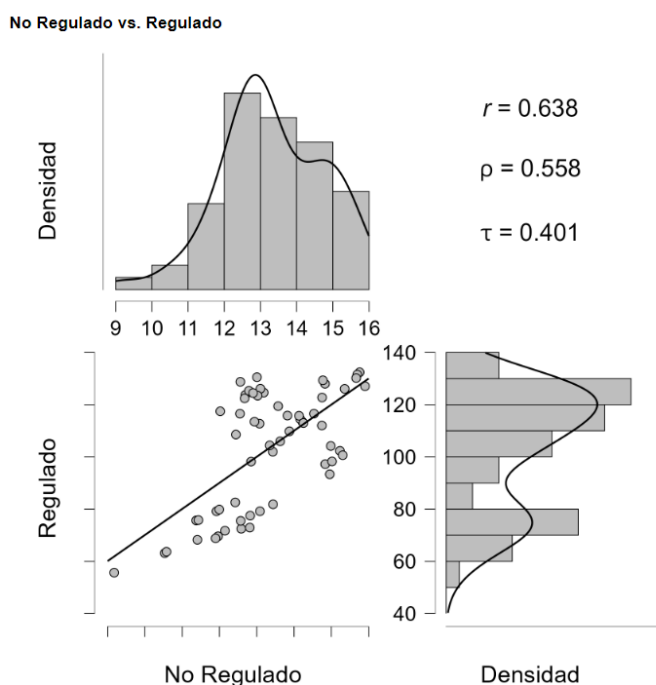 No Regulado vs. Regulado
Densidad
r = 0.638
ρ = 0.558
τ = 0.401
9 10 11 12 13 14 15 16
Regulado
140
120
100
80
60
40
No Regulado
Densidad